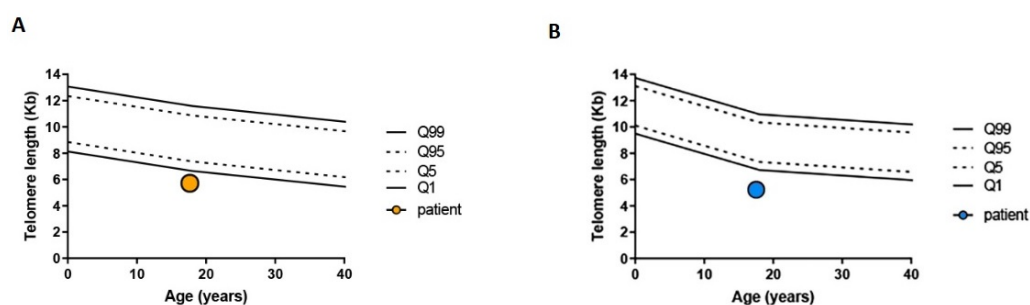 A
Telomere length (Kb)
14
12
10
8
6
4
2
0
0 10 20 30 40
Age (years)
Q99
Q95
Q5
Q1
patient
B
Telomere length (Kb)
14
12
10
8
6
4
2
0
0 10 20 30 40
Age (years)
Q99
Q95
Q5
Q1
patient